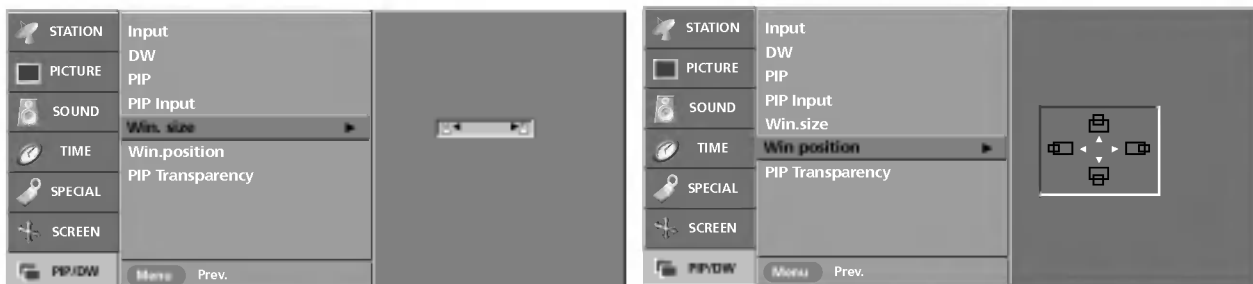 STATION
PICTURE
SOUND
TIME
SPECIAL
SCREEN
PIP/DW
Input
DW
PIP
PIP Input
Win. size
Win.position
PIP Transparency
Menu Prev.
STATION
PICTURE
SOUND
TIME
SPECIAL
SCREEN
PIP/DW
Input
DW
PIP
PIP Input
Win.size
Win position
PIP Transparency
Menu Prev.